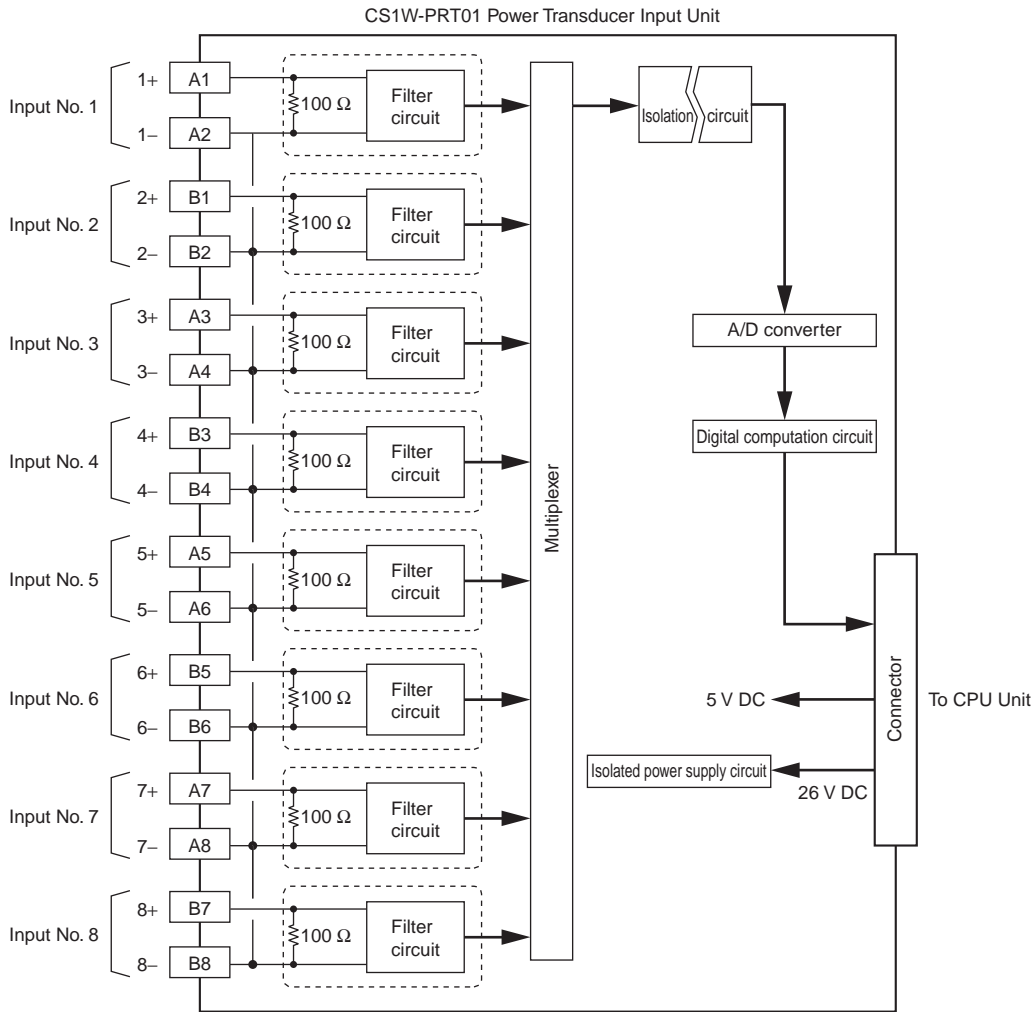 CS1W-PRT01 Power Transducer Input Unit
Input No. 1
1+
A1
1−
A2
100 Ω
Filter
circuit
Input No. 2
2+
B1
2−
B2
100 Ω
Filter
circuit
Input No. 3
3+
A3
3−
A4
100 Ω
Filter
circuit
Input No. 4
4+
B3
4−
B4
100 Ω
Filter
circuit
Input No. 5
5+
A5
5−
A6
100 Ω
Filter
circuit
Input No. 6
6+
B5
6−
B6
100 Ω
Filter
circuit
Input No. 7
7+
A7
7−
A8
100 Ω
Filter
circuit
Input No. 8
8+
B7
8−
B8
100 Ω
Filter
circuit
Multiplexer
Isolation circuit
A/D converter
Digital computation circuit
5 V DC
Isolated power supply circuit
26 V DC
Connector
To CPU Unit